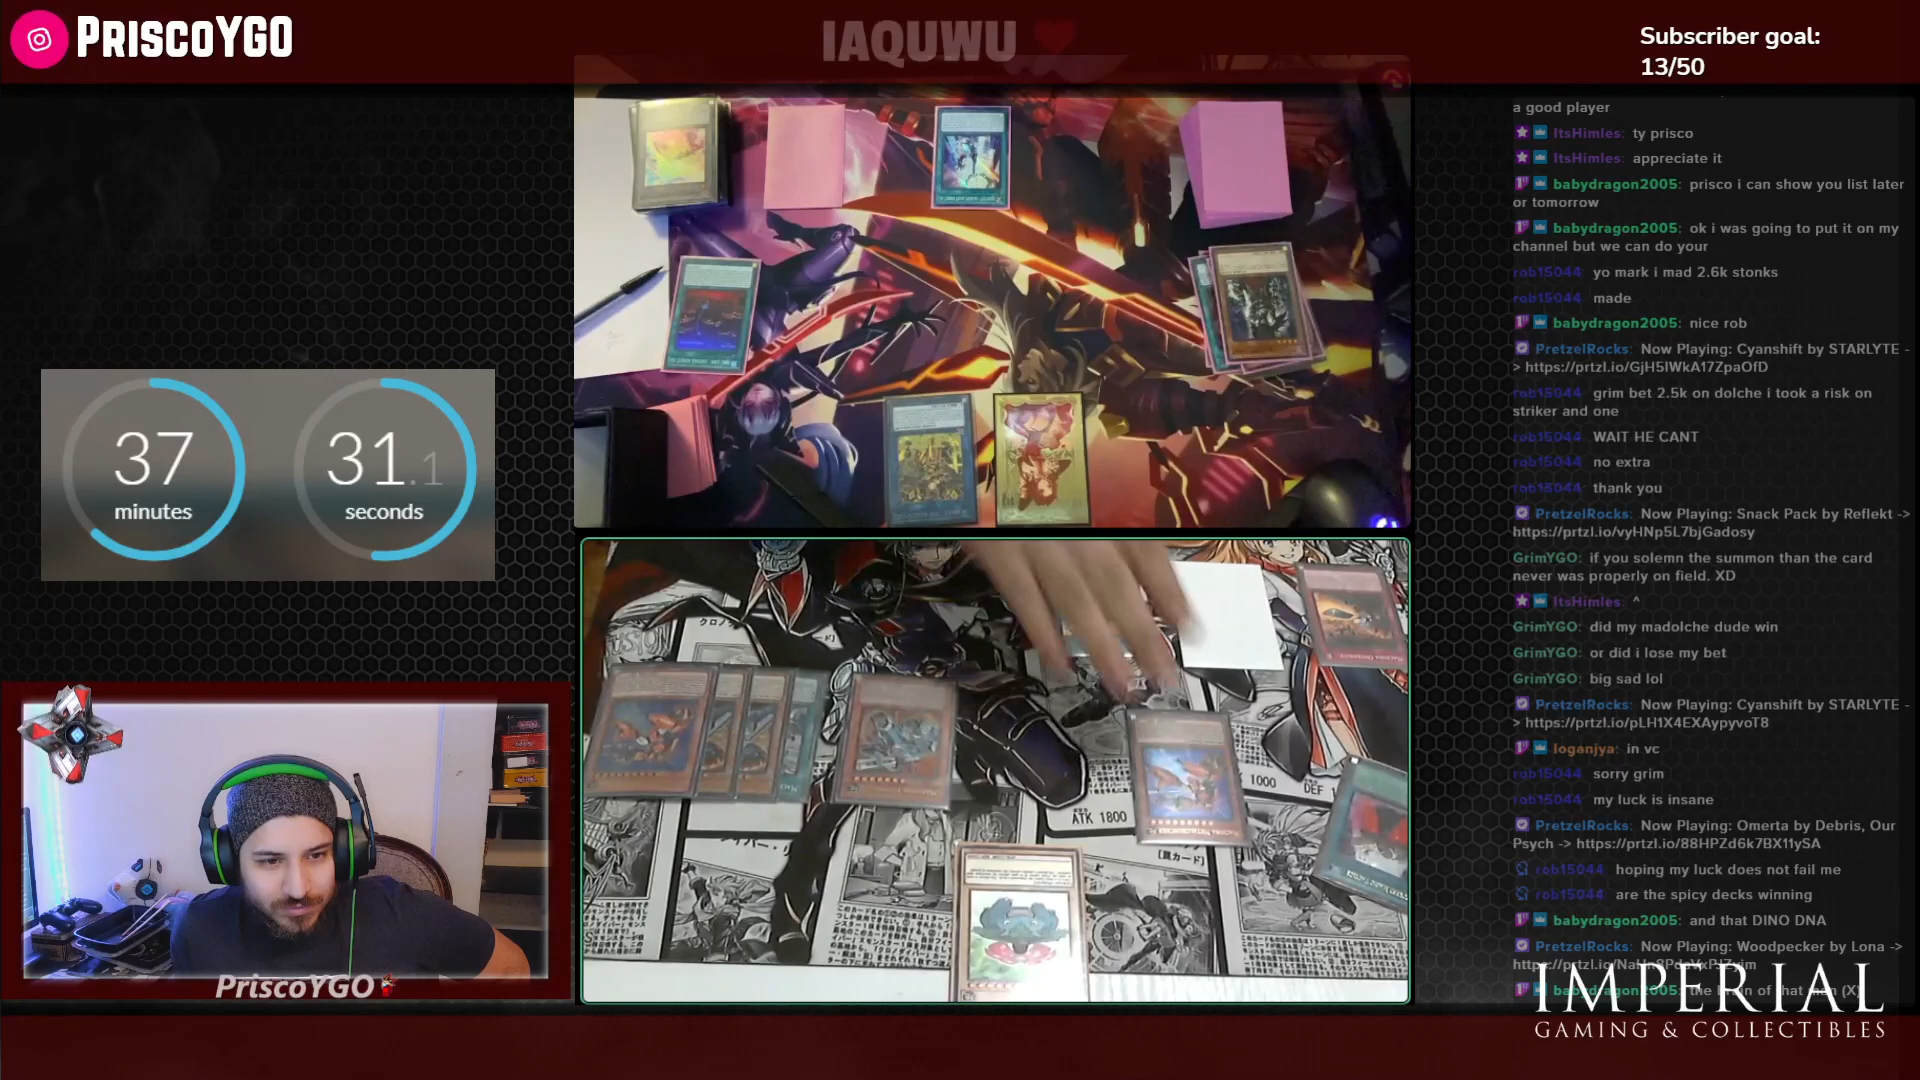 PRISCOYGO
IAQUWU
Subscriber goal:
13/50
a good player
ItsHimles: ty prisco
ItsHimles: appreciate it
babydragon2005: prisco i can show you list later
or tomorrow
babydragon2005: ok i was going to put it on my
channel but we can do your
rob15044 yo mark i mad 2.6k stonks
rob15044 made
babydragon2005: nice rob
PretzelRocks: Now Playing: Cyanshift by STARLYTE -
> https://prtzl.io/GjH5lWkA17ZpaOfD
rob15044 grim bet 2.5k on dolche i took a risk on
striker and one
rob15044 WAIT HE CANT
rob15044 no extra
rob15044 thank you
PretzelRocks: Now Playing: Snack Pack by Reflekt ->
https://prtzl.io/vyHNp5L7bjGadosy
GrimYGO: if you solemn the summon than the card
never was properly on field. XD
ItsHimles: ^
GrimYGO: did my madolche dude win
GrimYGO: or did i lose my bet
GrimYGO: big sad lol
PretzelRocks: Now Playing: Cyanshift by STARLYTE -
> https://prtzl.io/pLH1X4EXAypyvoT8
loganjya: in vc
rob15044 sorry grim
rob15044 my luck is insane
PretzelRocks: Now Playing: Omerta by Debris, Our
Psych -> https://prtzl.io/88HPZd6k7BX11ySA
rob15044 hoping my luck does not fail me
rob15044 are the spicy decks winning
babydragon2005: and that DINO DNA
PretzelRocks: Now Playing: Woodpecker by Lona ->
babydragon2005: the brain of that man (X)
IMPERIAL
GAMING & COLLECTIBLES
37
minutes
31.1
seconds
PriscoYGO
ATK 1800
1000
DEF 1